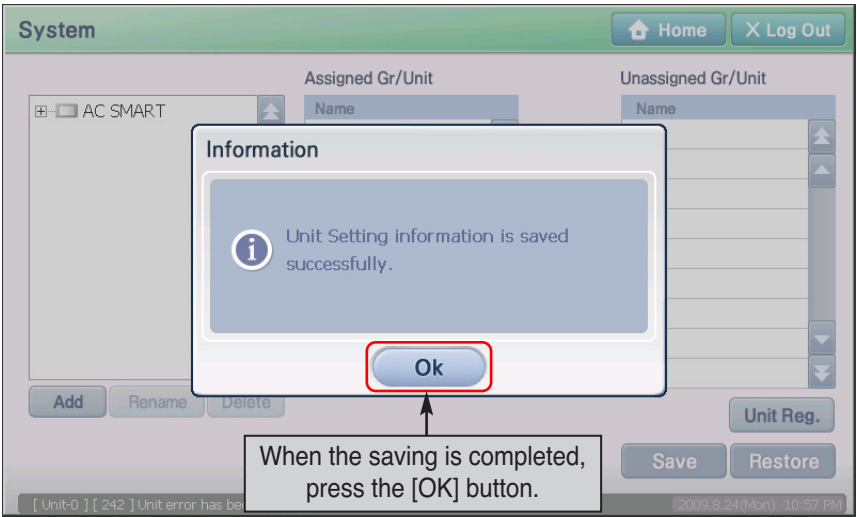 System
Home
X Log Out
Assigned Gr/Unit
Unassigned Gr/Unit
AC SMART
Name
Name
Information
Unit Setting information is saved
successfully.
Ok
Add
Rename
Delete
Unit Reg.
When the saving is completed,
press the [OK] button.
Save
Restore
[ Unit-0 ] [ 242 ] Unit error has be
2009.8.24(Mon) 10:57 PM